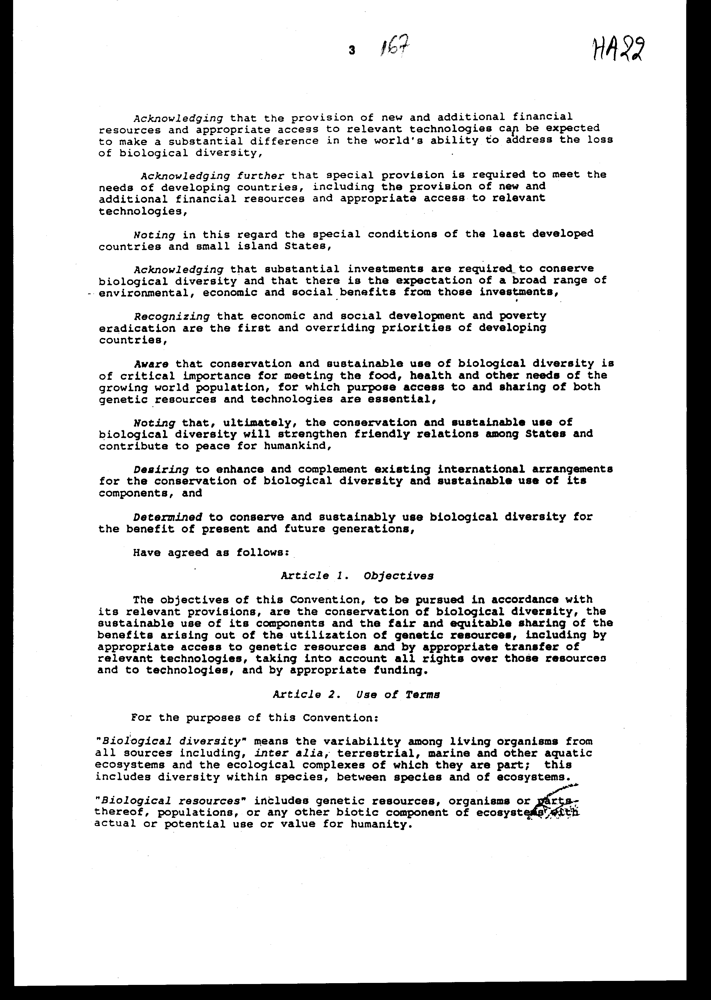 3 167 HA22
Acknowledging that the provision of new and additional financial
resources and appropriate access to relevant technologies can be expected
to make a substantial difference in the world's ability to address the loss
of biological diversity,
Acknowledging further that special provision is required to meet the
needs of developing countries, including the provision of new and
additional financial resources and appropriate access to relevant
technologies,
Noting in this regard the special conditions of the least developed
countries and small island States,
Acknowledging that substantial investments are required to conserve
biological diversity and that there is the expectation of a broad range of
environmental, economic and social benefits from those investments,
Recognizing that economic and social development and poverty
eradication are the first and overriding priorities of developing
countries,
Aware that conservation and sustainable use of biological diversity is
of critical importance for meeting the food, health and other needs of the
growing world population, for which purpose access to and sharing of both
genetic resources and technologies are essential,
Noting that, ultimately, the conservation and sustainable use of
biological diversity will strengthen friendly relations among States and
contribute to peace for humankind,
Desiring to enhance and complement existing international arrangements
for the conservation of biological diversity and sustainable use of its
components, and
Determined to conserve and sustainably use biological diversity for
the benefit of present and future generations,
Have agreed as follows:
Article 1. Objectives
The objectives of this Convention, to be pursued in accordance with
its relevant provisions, are the conservation of biological diversity, the
sustainable use of its components and the fair and equitable sharing of the
benefits arising out of the utilization of genetic resources, including by
appropriate access to genetic resources and by appropriate transfer of
relevant technologies, taking into account all rights over those resources
and to technologies, and by appropriate funding.
Article 2. Use of Terms
For the purposes of this Convention:
"Biological diversity" means the variability among living organisms from
all sources including, inter alia, terrestrial, marine and other aquatic
ecosystems and the ecological complexes of which they are part; this
includes diversity within species, between species and of ecosystems.
"Biological resources" includes genetic resources, organisms or parts
thereof, populations, or any other biotic component of ecosystems with
actual or potential use or value for humanity.